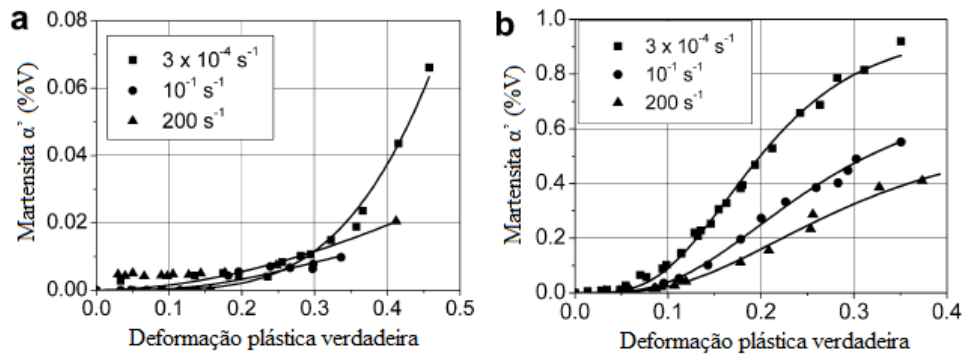 a
0.08
0.06
0.04
0.02
0.00
Martensita α' (%V)
3 x 10⁻⁴ s⁻¹
10⁻¹ s⁻¹
200 s⁻¹
0.0 0.1 0.2 0.3 0.4 0.5
Deformação plástica verdadeira
b
1.0
0.8
0.6
0.4
0.2
0.0
Martensita α' (%V)
3 x 10⁻⁴ s⁻¹
10⁻¹ s⁻¹
200 s⁻¹
0.0 0.1 0.2 0.3 0.4
Deformação plástica verdadeira